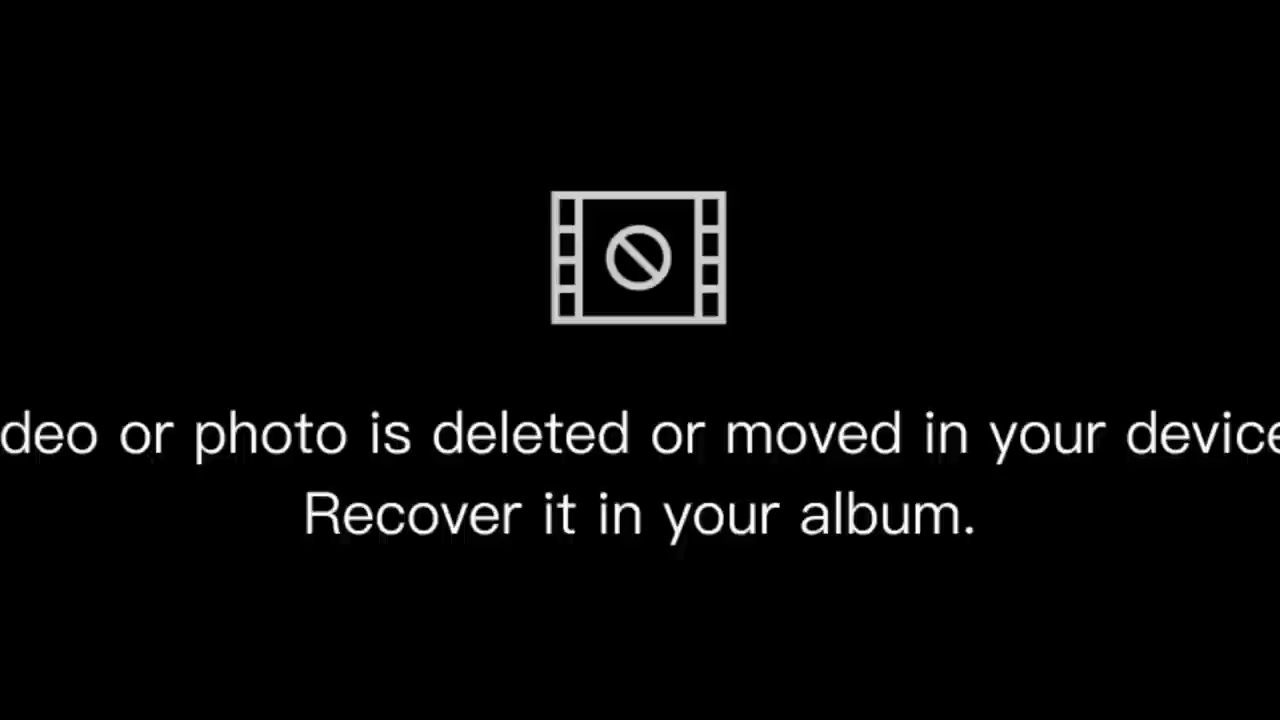 deo or photo is deleted or moved in your device
Recover it in your album.